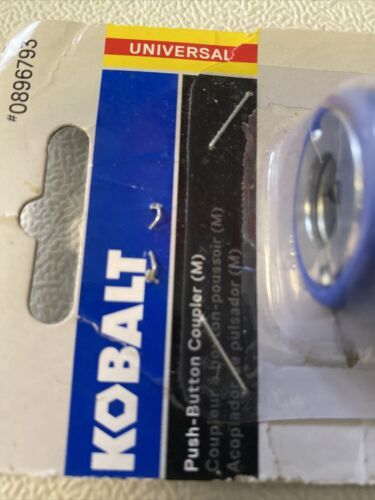 #0896793
UNIVERSAL
KOBALT
Push-Button Coupler (M)
Coupleur à bouton-poussoir (M)
Acoplador de pulsador (M)